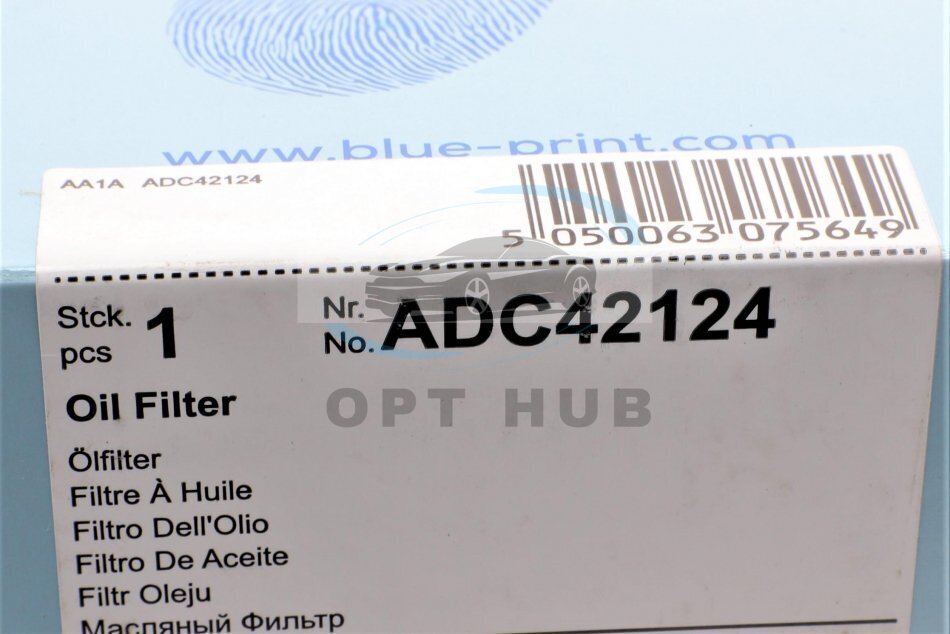 www.blue-print.com
AA1A ADC42124
5 050063 075649
Stck. 1 Nr. ADC42124
pcs No.
OPT HUB
Oil Filter
Ölfilter
Filtre À Huile
Filtro Dell'Olio
Filtro De Aceite
Filtr Oleju
Масляный Фильтр